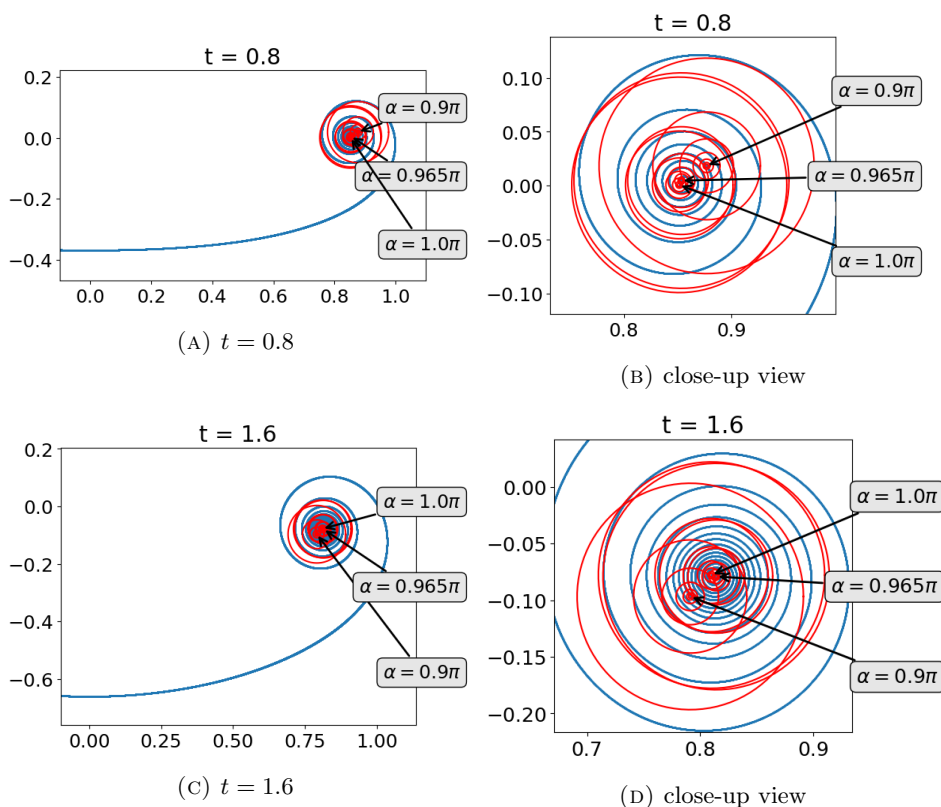 t = 0.8
0.2
0.0
−0.2
−0.4
0.0 0.2 0.4 0.6 0.8 1.0
α = 0.9π
α = 0.965π
α = 1.0π
(A) t = 0.8
t = 0.8
0.10
0.05
0.00
−0.05
−0.10
0.8 0.9
α = 0.9π
α = 0.965π
α = 1.0π
(B) close-up view
t = 1.6
0.2
0.0
−0.2
−0.4
−0.6
0.00 0.25 0.50 0.75 1.00
α = 1.0π
α = 0.965π
α = 0.9π
(C) t = 1.6
t = 1.6
0.00
−0.05
−0.10
−0.15
−0.20
0.7 0.8 0.9
α = 1.0π
α = 0.965π
α = 0.9π
(D) close-up view